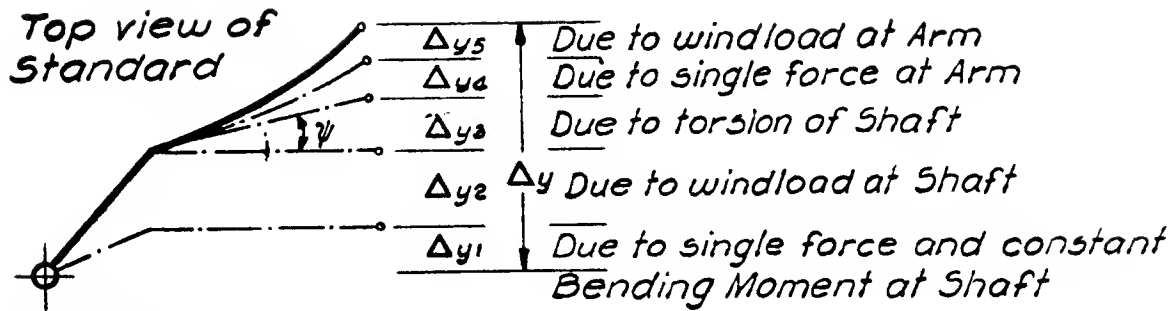 Top view of
Standard
Δy5 Due to windload at Arm
Δy4 Due to single force at Arm
Δy3 Due to torsion of Shaft
ψ
Δy2 Δy Due to windload at Shaft
Δy1 Due to single force and constant
Bending Moment at Shaft